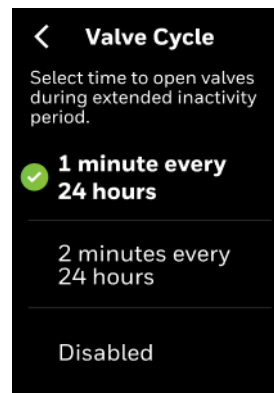 Valve Cycle
Select time to open valves
during extended inactivity
period.
1 minute every
24 hours
2 minutes every
24 hours
Disabled